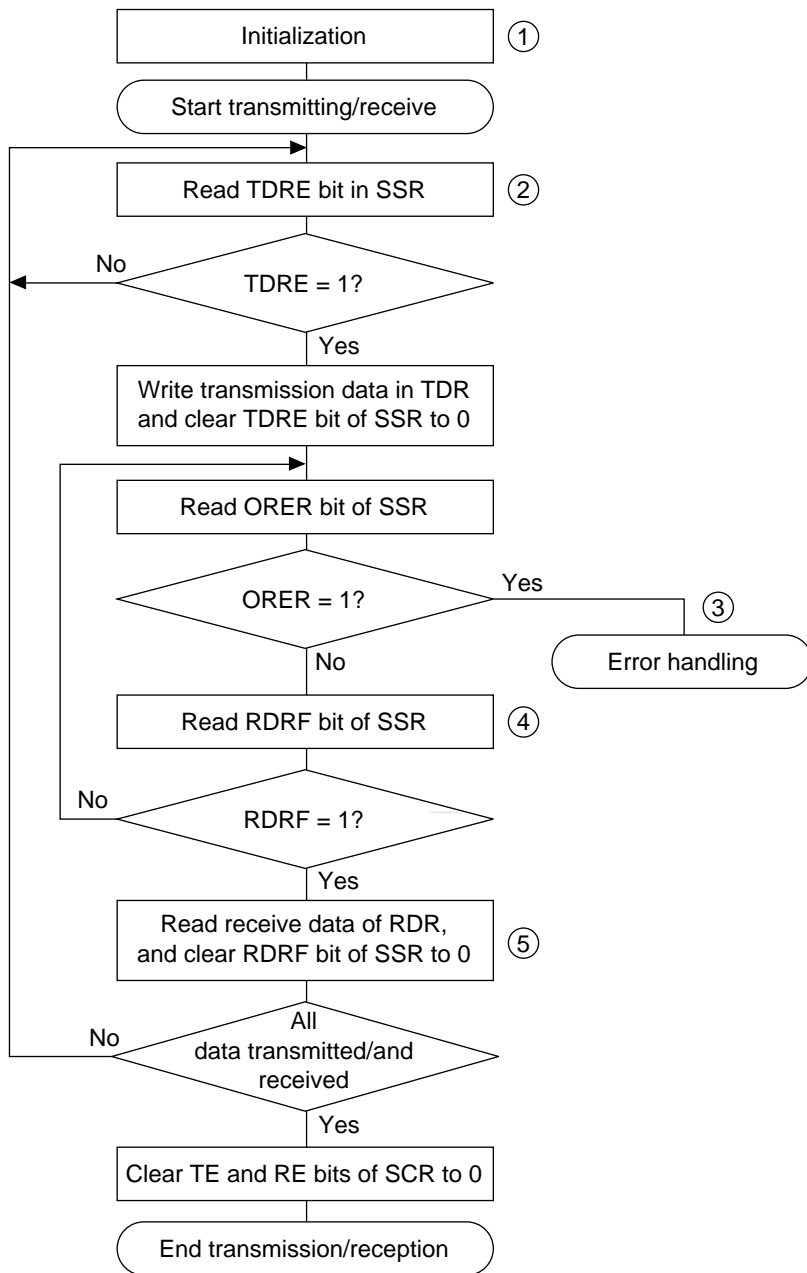 Initialization
①
Start transmitting/receive
Read TDRE bit in SSR
②
No
TDRE = 1?
Yes
Write transmission data in TDR
and clear TDRE bit of SSR to 0
Read ORER bit of SSR
Yes
ORER = 1?
③
No
Error handling
Read RDRF bit of SSR
④
No
RDRF = 1?
Yes
Read receive data of RDR,
and clear RDRF bit of SSR to 0
⑤
All
No
data transmitted/and
received
Yes
Clear TE and RE bits of SCR to 0
End transmission/reception